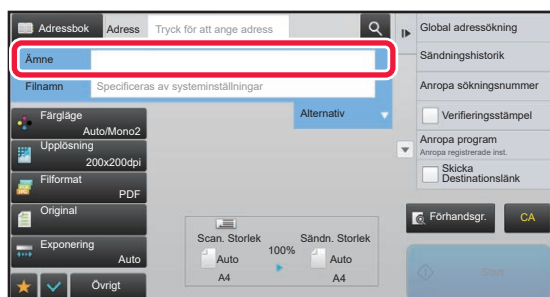 Adressbok
Adress
Tryck för att ange adress
Ämne
Filnamn
Specificeras av systeminställningar
Alternativ
Färgläge
Auto/Mono2
Upplösning
200x200dpi
Filformat
PDF
Original
Exponering
Auto
Övrigt
Scan. Storlek
100%
Sändn. Storlek
Auto
Auto
A4
A4
Global adressökning
Sändningshistorik
Anropa sökningsnummer
Verifieringsstämpel
Anropa program
Anropa registrerade inst.
Skicka
Destinationslänk
Förhandsgr.
CA
Start